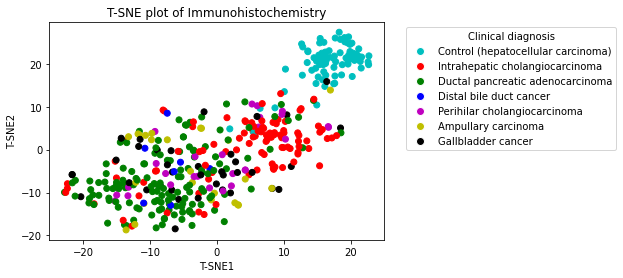 T-SNE plot of Immunohistochemistry
Clinical diagnosis
Control (hepatocellular carcinoma)
Intrahepatic cholangiocarcinoma
Ductal pancreatic adenocarcinoma
Distal bile duct cancer
Perihilar cholangiocarcinoma
Ampullary carcinoma
Gallbladder cancer
T-SNE2
20
10
0
−10
−20
−20 −10 0 10 20
T-SNE1